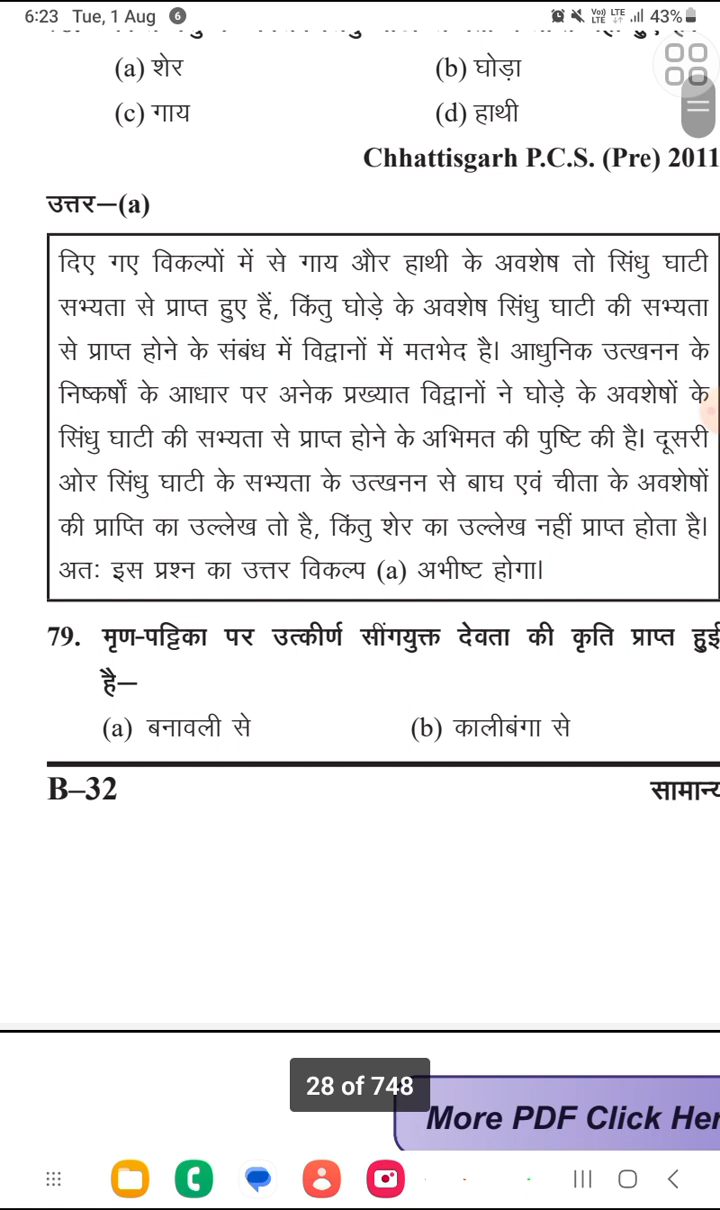 6:23 Tue, 1 Aug 6 Vo)) LTE LTE 43%
(a) शेर (b) घोड़ा
(c) गाय (d) हाथी
Chhattisgarh P.C.S. (Pre) 2011
उत्तर—(a)
दिए गए विकल्पों में से गाय और हाथी के अवशेष तो सिंधु घाटी
सभ्यता से प्राप्त हुए हैं, किंतु घोड़े के अवशेष सिंधु घाटी की सभ्यता
से प्राप्त होने के संबंध में विद्वानों में मतभेद है। आधुनिक उत्खनन के
निष्कर्षों के आधार पर अनेक प्रख्यात विद्वानों ने घोड़े के अवशेषों के
सिंधु घाटी की सभ्यता से प्राप्त होने के अभिमत की पुष्टि की है। दूसरी
ओर सिंधु घाटी के सभ्यता के उत्खनन से बाघ एवं चीता के अवशेषों
की प्राप्ति का उल्लेख तो है, किंतु शेर का उल्लेख नहीं प्राप्त होता है।
अतः इस प्रश्न का उत्तर विकल्प (a) अभीष्ट होगा।
79. मृण-पट्टिका पर उत्कीर्ण सींगयुक्त देवता की कृति प्राप्त हुई
है—
(a) बनावली से (b) कालीबंगा से
B–32 सामान्य
28 of 748
More PDF Click Her